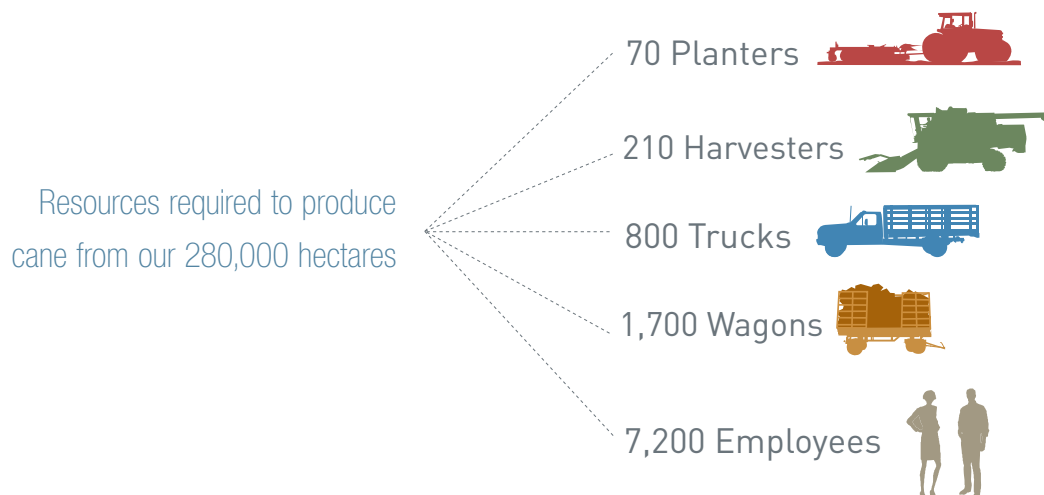 Resources required to produce
cane from our 280,000 hectares
70 Planters
210 Harvesters
800 Trucks
1,700 Wagons
7,200 Employees